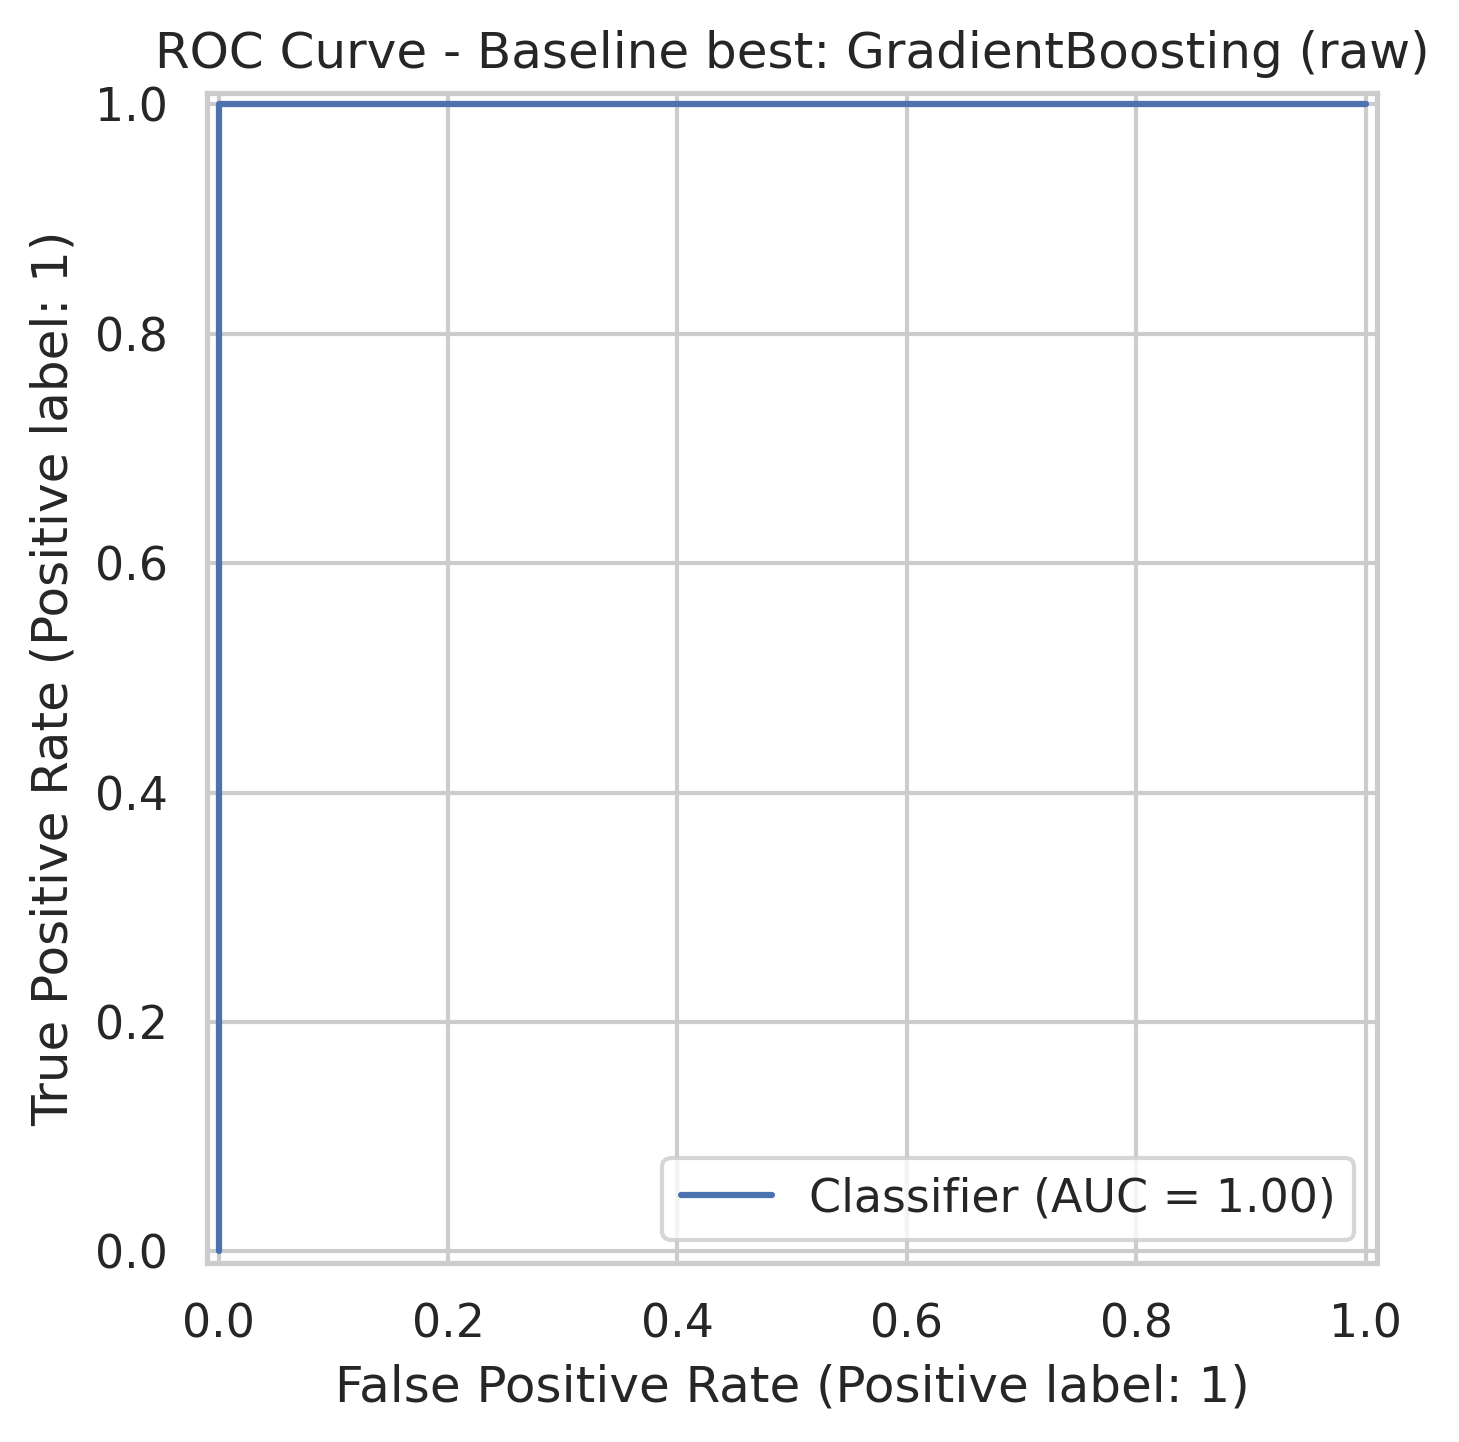 ROC Curve - Baseline best: GradientBoosting (raw)
1.0
0.8
0.6
0.4
0.2
0.0
True Positive Rate (Positive label: 1)
Classifier (AUC = 1.00)
0.0 0.2 0.4 0.6 0.8 1.0
False Positive Rate (Positive label: 1)